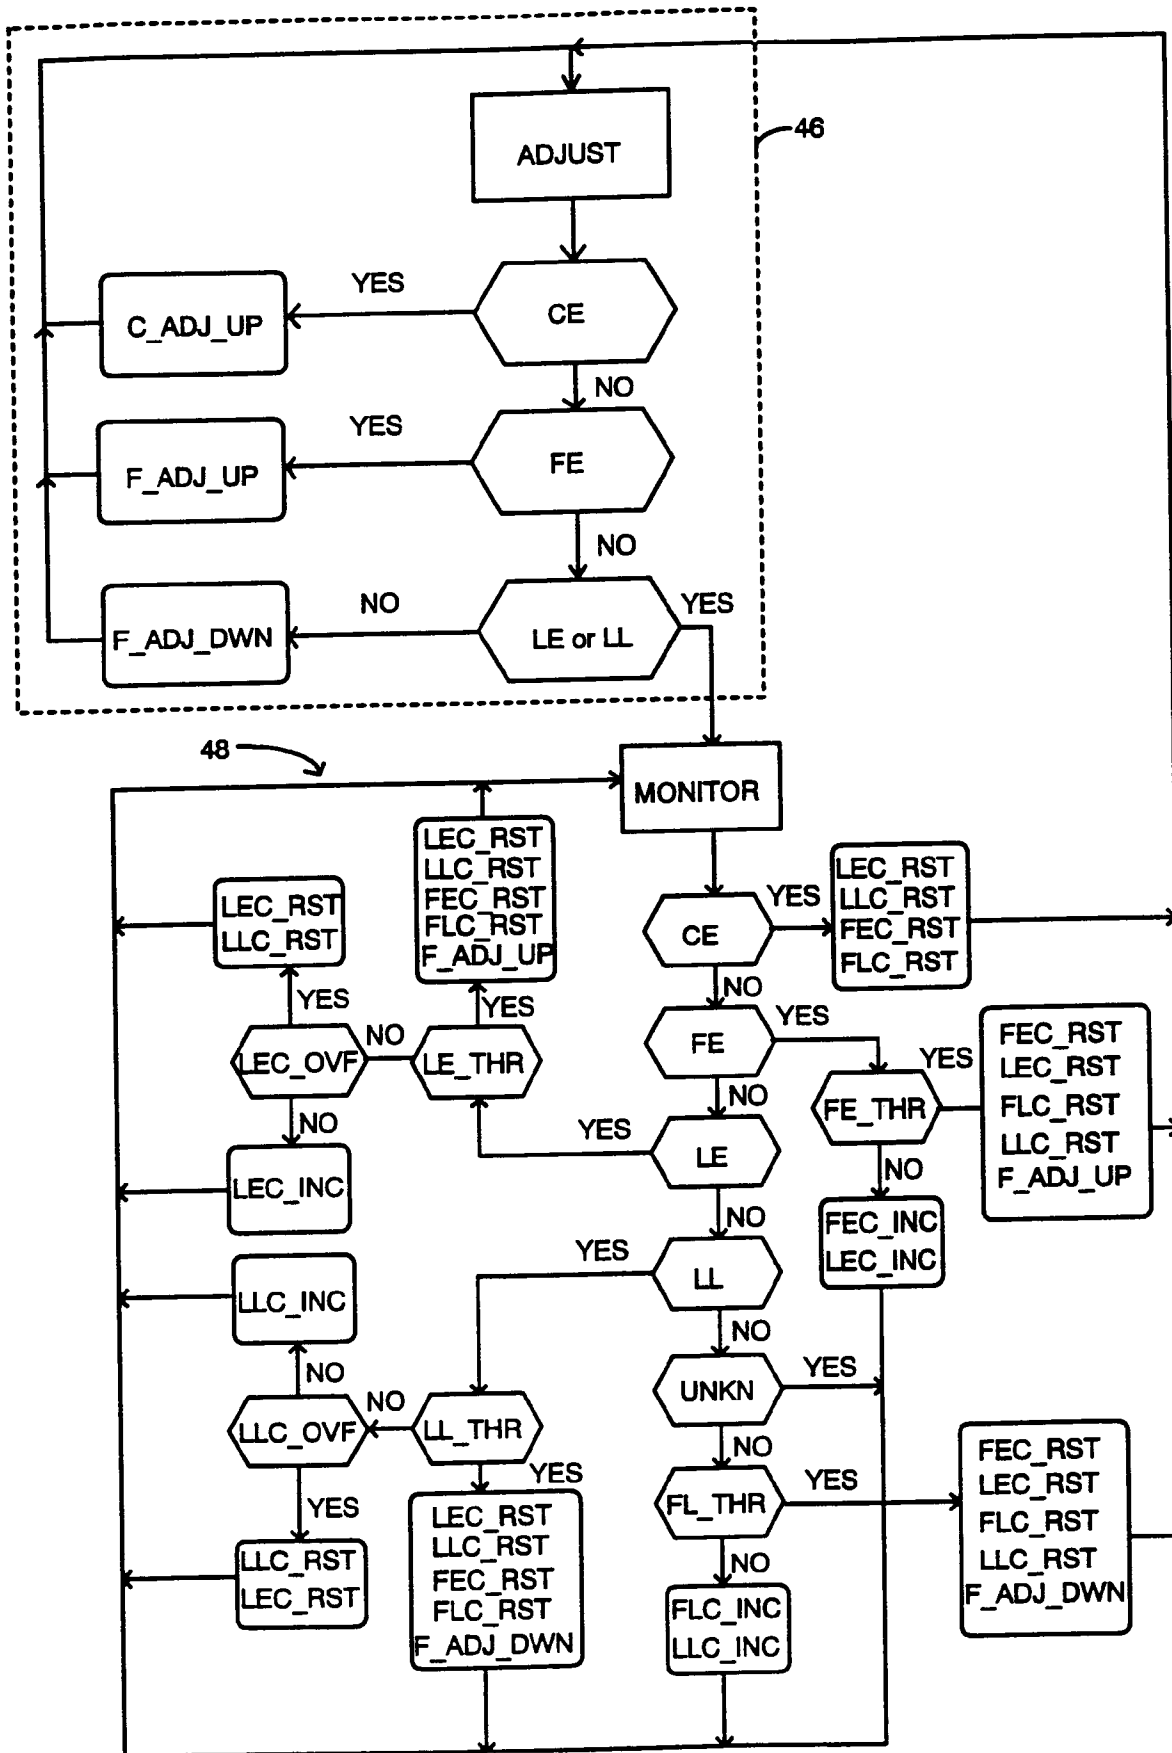 46
ADJUST
YES
CE
C_ADJ_UP
NO
YES
FE
F_ADJ_UP
NO
NO
YES
LE or LL
F_ADJ_DWN
48
MONITOR
LEC_RST
LLC_RST
FEC_RST
FLC_RST
F_ADJ_UP
LEC_RST
LLC_RST
YES
CE
LEC_RST
LLC_RST
FEC_RST
FLC_RST
YES
YES
NO
YES
LEC_OVF
NO
LE_THR
FE
YES
FEC_RST
LEC_RST
FLC_RST
LLC_RST
F_ADJ_UP
FE_THR
NO
NO
YES
LE
LEC_INC
NO
FEC_INC
LEC_INC
NO
YES
LL
LLC_INC
NO
NO
YES
UNKN
LLC_OVF
NO
LL_THR
NO
YES
YES
YES
FL_THR
FEC_RST
LEC_RST
FLC_RST
LLC_RST
F_ADJ_DWN
LEC_RST
LLC_RST
FEC_RST
FLC_RST
F_ADJ_DWN
LLC_RST
LEC_RST
NO
FLC_INC
LLC_INC